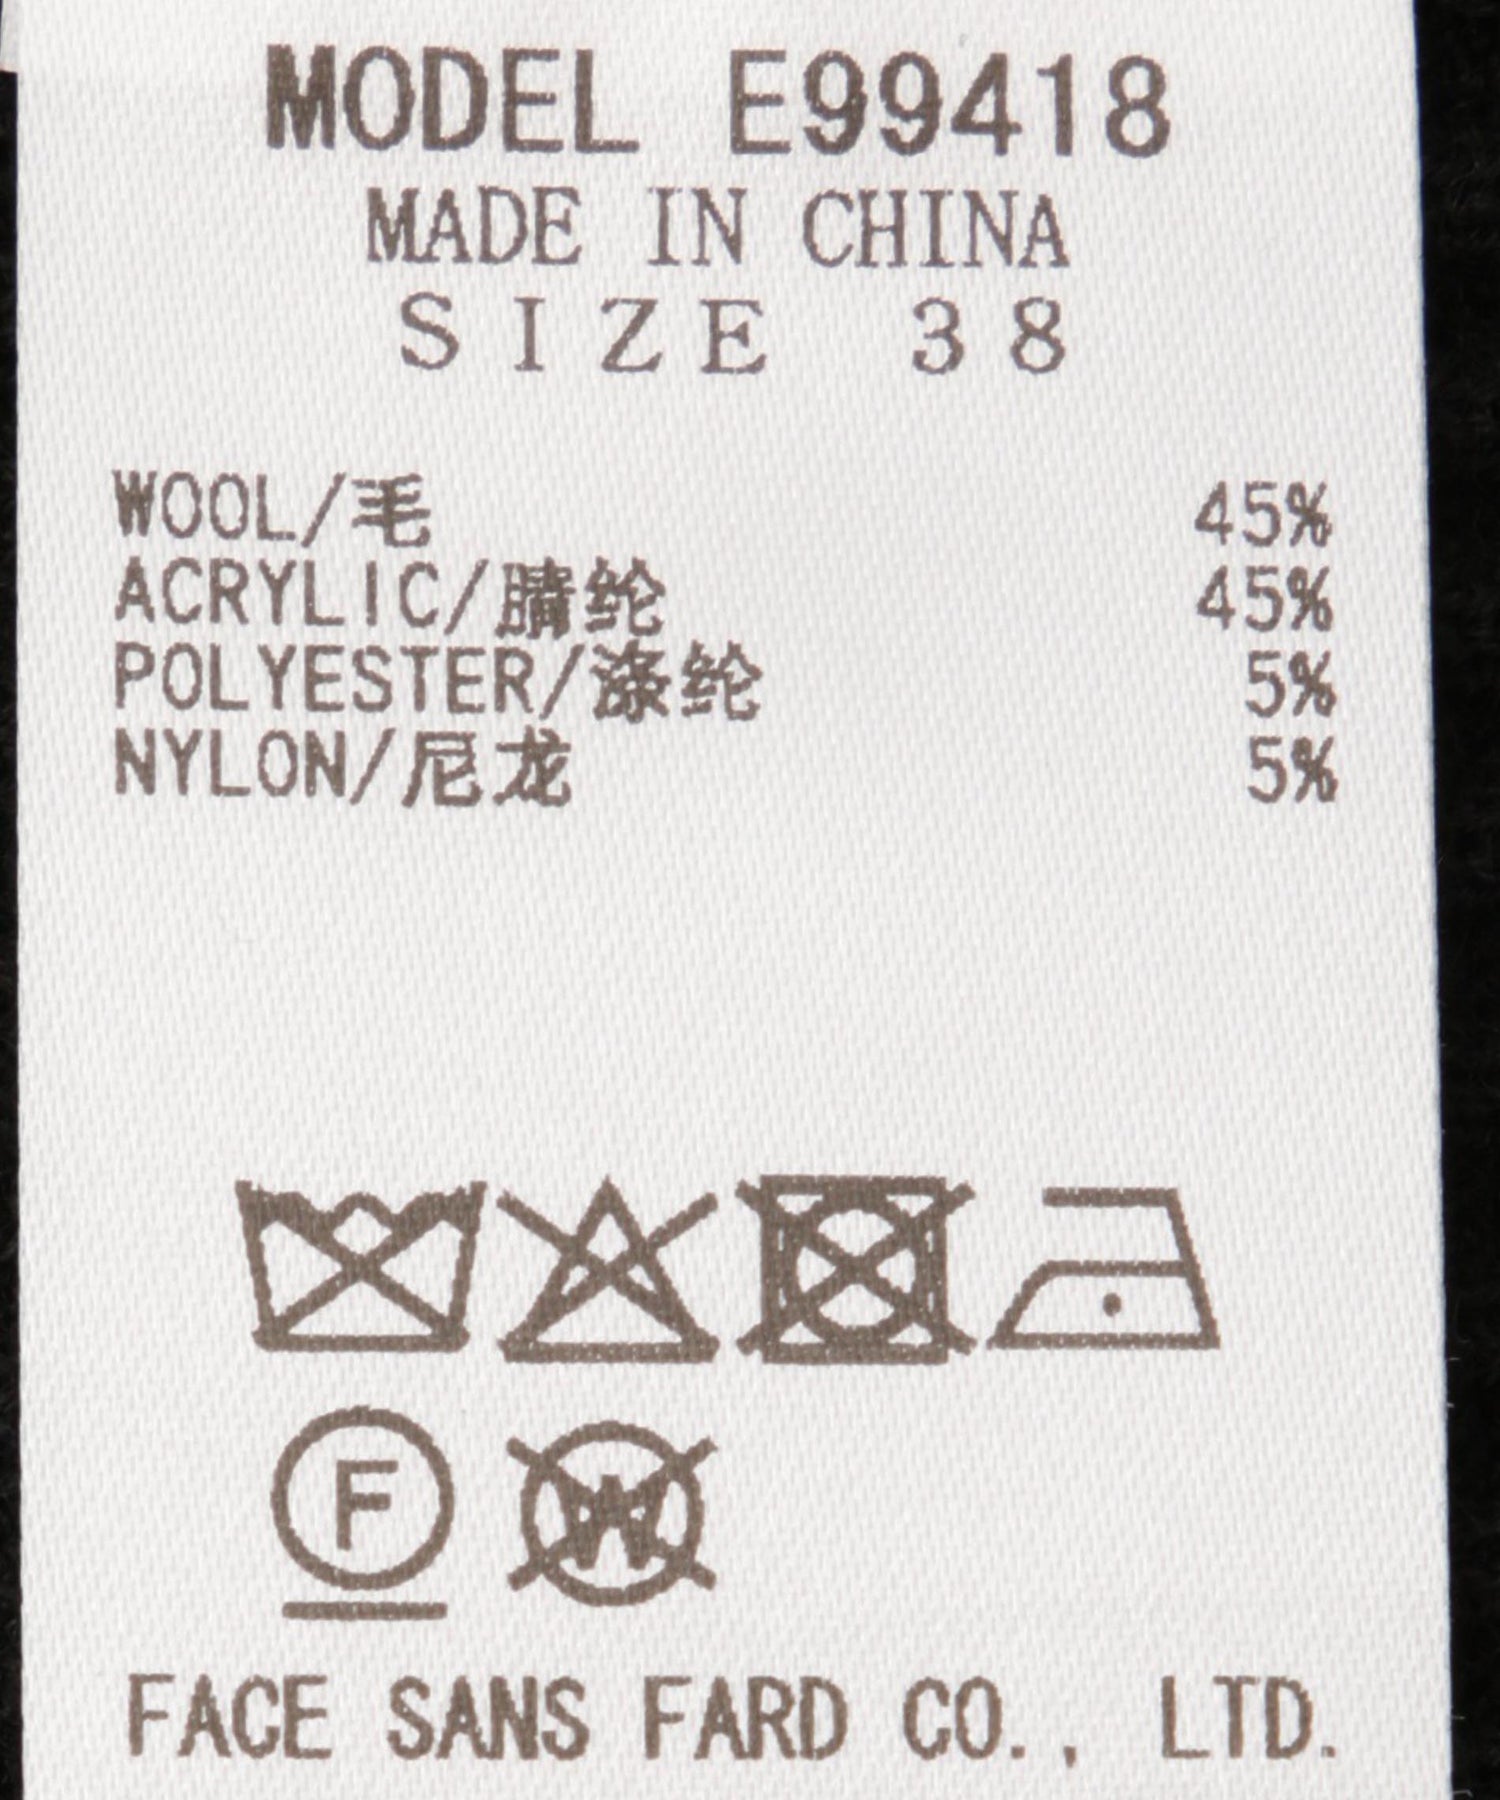 MODEL E99418
MADE IN CHINA
SIZE 38
WOOL/毛 45%
ACRYLIC/腈纶 45%
POLYESTER/涤纶 5%
NYLON/尼龙 5%
F W
FACE SANS FARD CO., LTD.